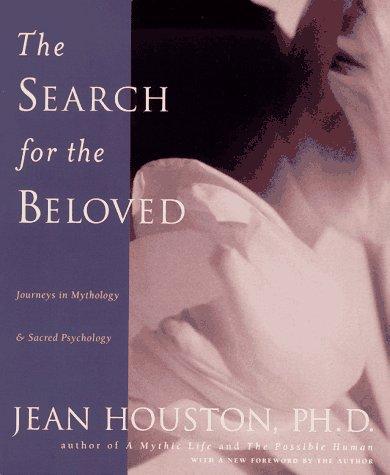 The
SEARCH
for the
BELOVED
Journeys in Mythology
& Sacred Psychology
JEAN HOUSTON, PH.D.
author of A Mythic Life and The Possible Human
WITH A NEW FOREWORD BY THE AUTHOR